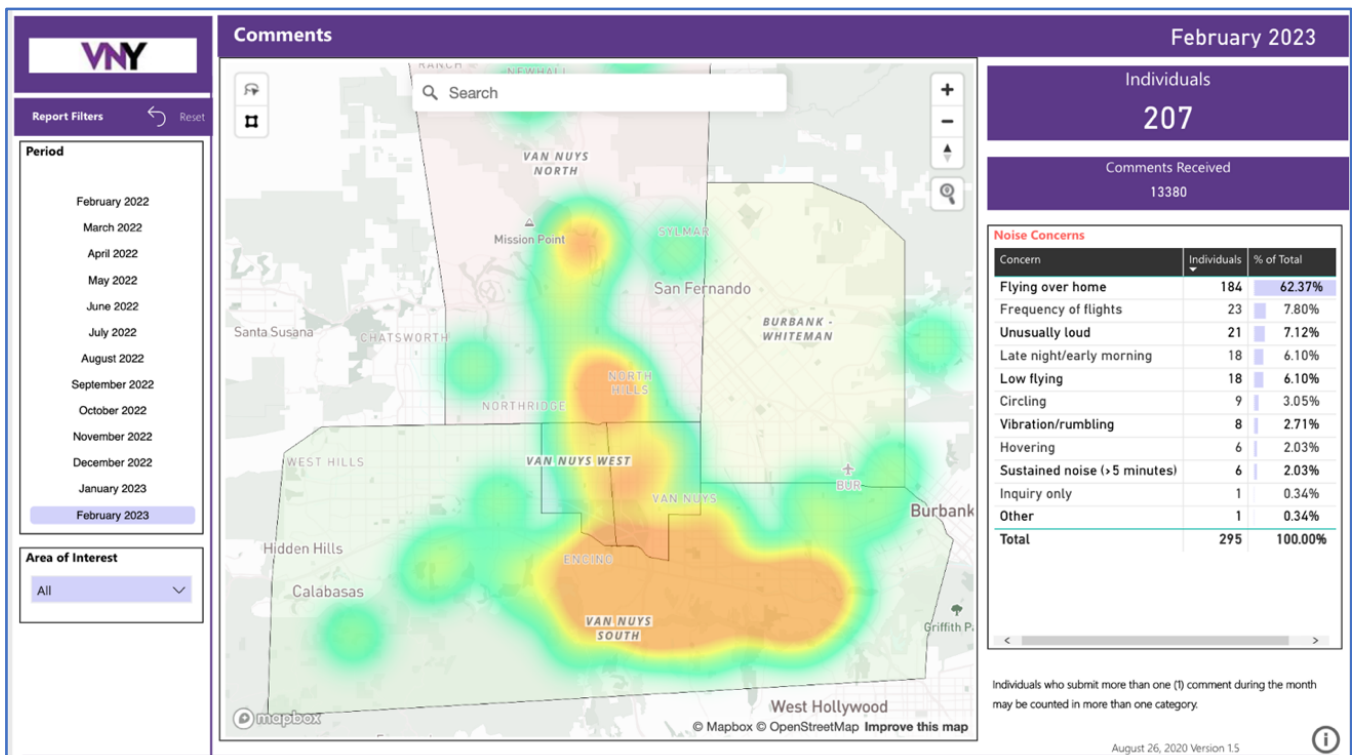 VNY
Comments
February 2023
Report Filters
Reset
Period
February 2022
March 2022
April 2022
May 2022
June 2022
July 2022
August 2022
September 2022
October 2022
November 2022
December 2022
January 2023
February 2023
Area of Interest
All
Search
RANCH
NEWHALL
VAN NUYS
NORTH
Mission Point
SYLMAR
San Fernando
Santa Susana
CHATSWORTH
BURBANK -
WHITEMAN
NORTH
HILLS
NORTHRIDGE
WEST HILLS
VAN NUYS WEST
VAN NUYS
BUR
Burbank
Hidden Hills
ENCINO
Calabasas
VAN NUYS
SOUTH
Griffith Pa
West Hollywood
mapbox
© Mapbox © OpenStreetMap Improve this map
Individuals
207
Comments Received
13380
Noise Concerns
Concern Individuals % of Total
Flying over home 184 62.37%
Frequency of flights 23 7.80%
Unusually loud 21 7.12%
Late night/early morning 18 6.10%
Low flying 18 6.10%
Circling 9 3.05%
Vibration/rumbling 8 2.71%
Hovering 6 2.03%
Sustained noise (>5 minutes) 6 2.03%
Inquiry only 1 0.34%
Other 1 0.34%
Total 295 100.00%
Individuals who submit more than one (1) comment during the month
may be counted in more than one category.
August 26, 2020 Version 1.5